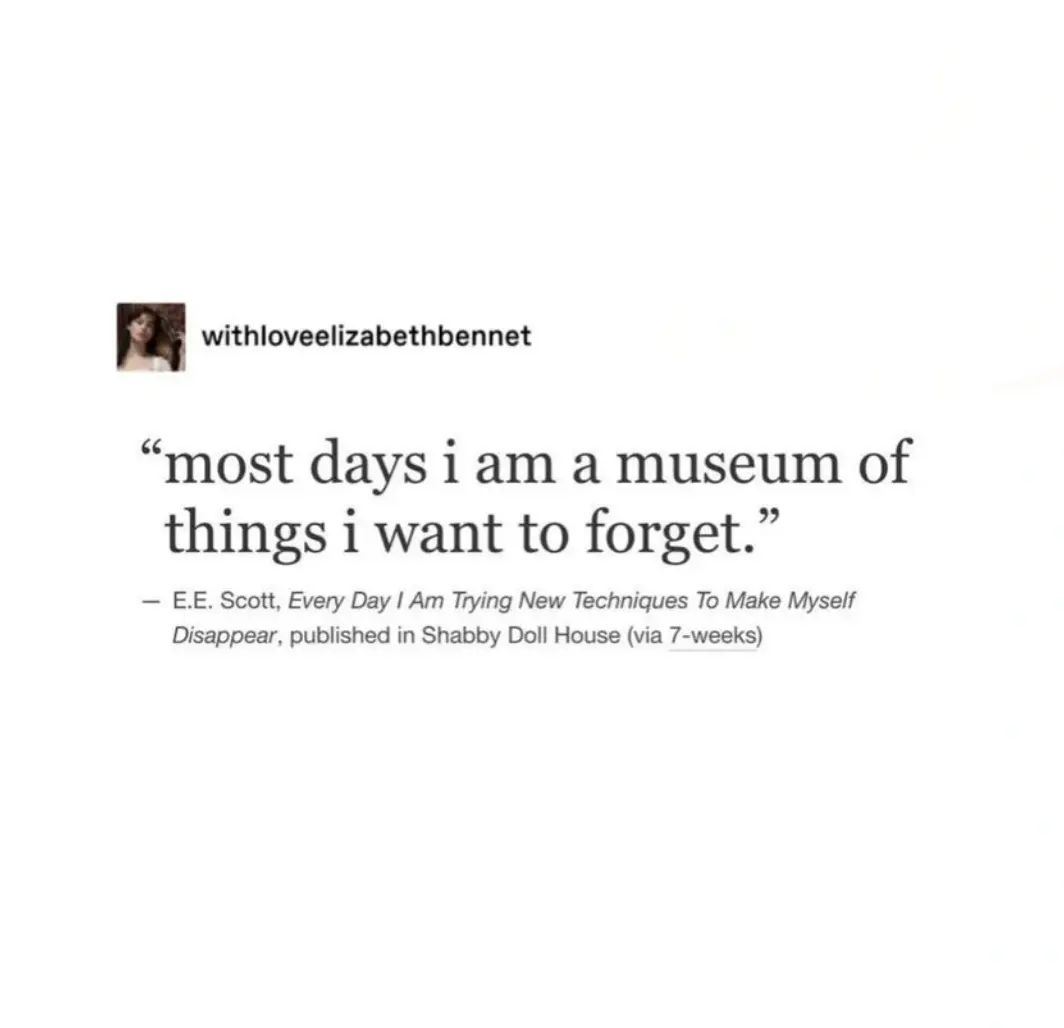 withloveelizabethbennet
“most days i am a museum of
things i want to forget.”
— E.E. Scott, Every Day I Am Trying New Techniques To Make Myself
Disappear, published in Shabby Doll House (via 7-weeks)